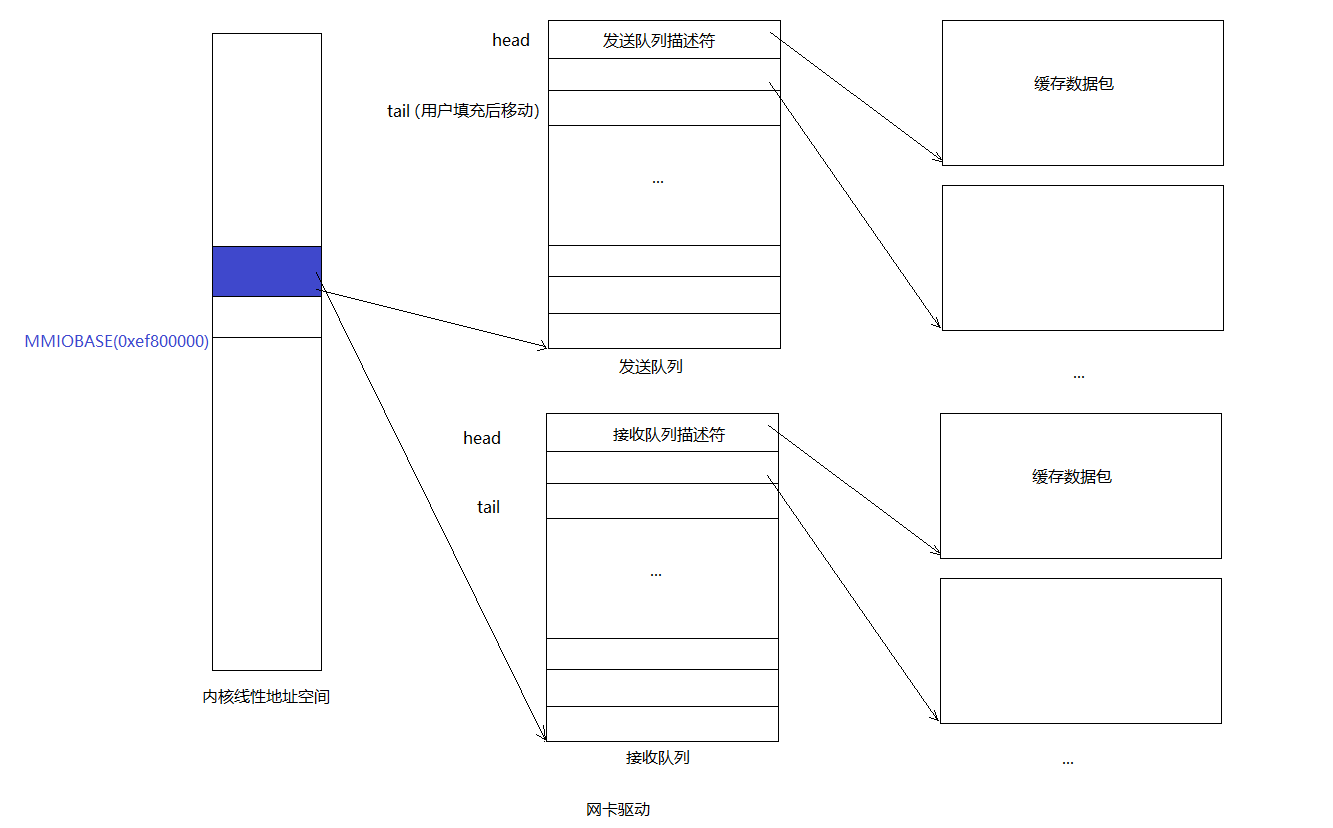 head
发送队列描述符
缓存数据包
tail（用户填充后移动）
...
MMIOBASE(0xef800000)
发送队列
...
head
接收队列描述符
缓存数据包
tail
...
内核线性地址空间
接收队列
...
网卡驱动